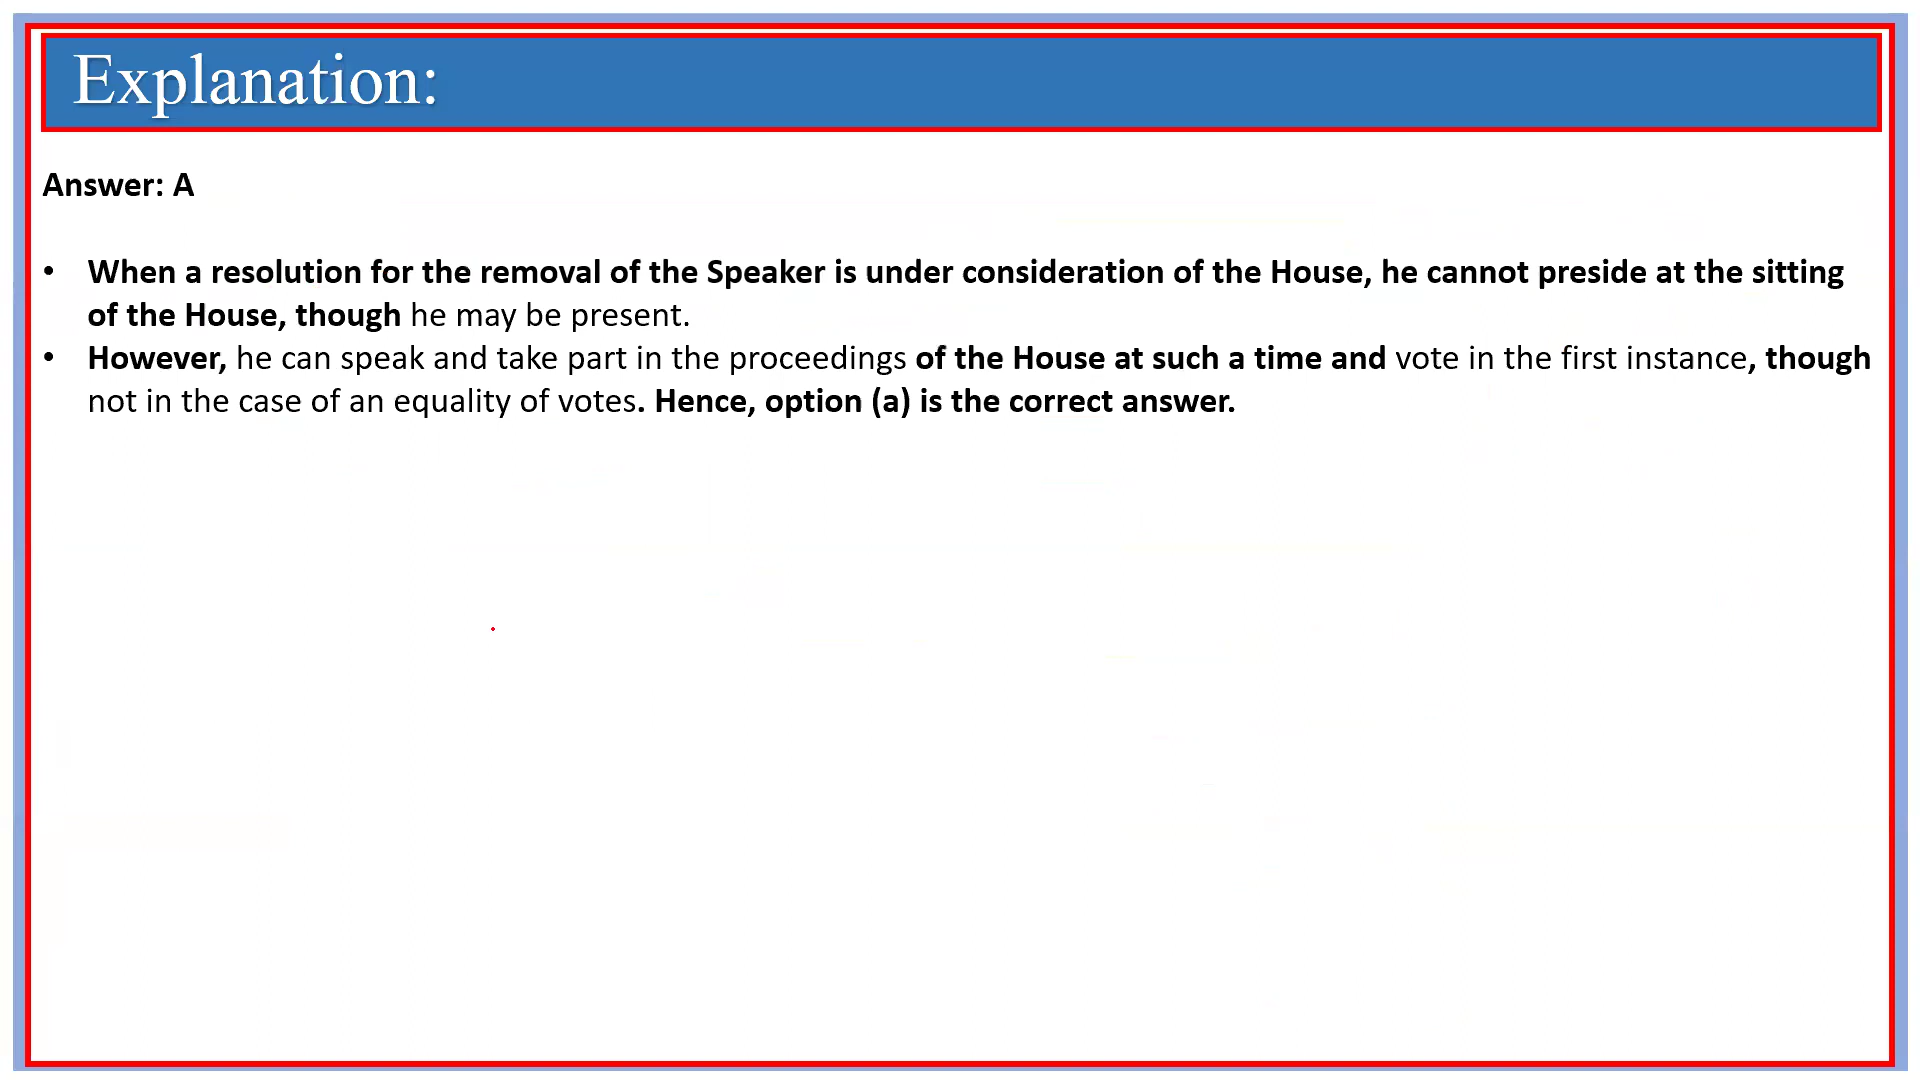 Explanation:
Answer: A
• When a resolution for the removal of the Speaker is under consideration of the House, he cannot preside at the sitting
of the House, though he may be present.
• However, he can speak and take part in the proceedings of the House at such a time and vote in the first instance, though
not in the case of an equality of votes. Hence, option (a) is the correct answer.